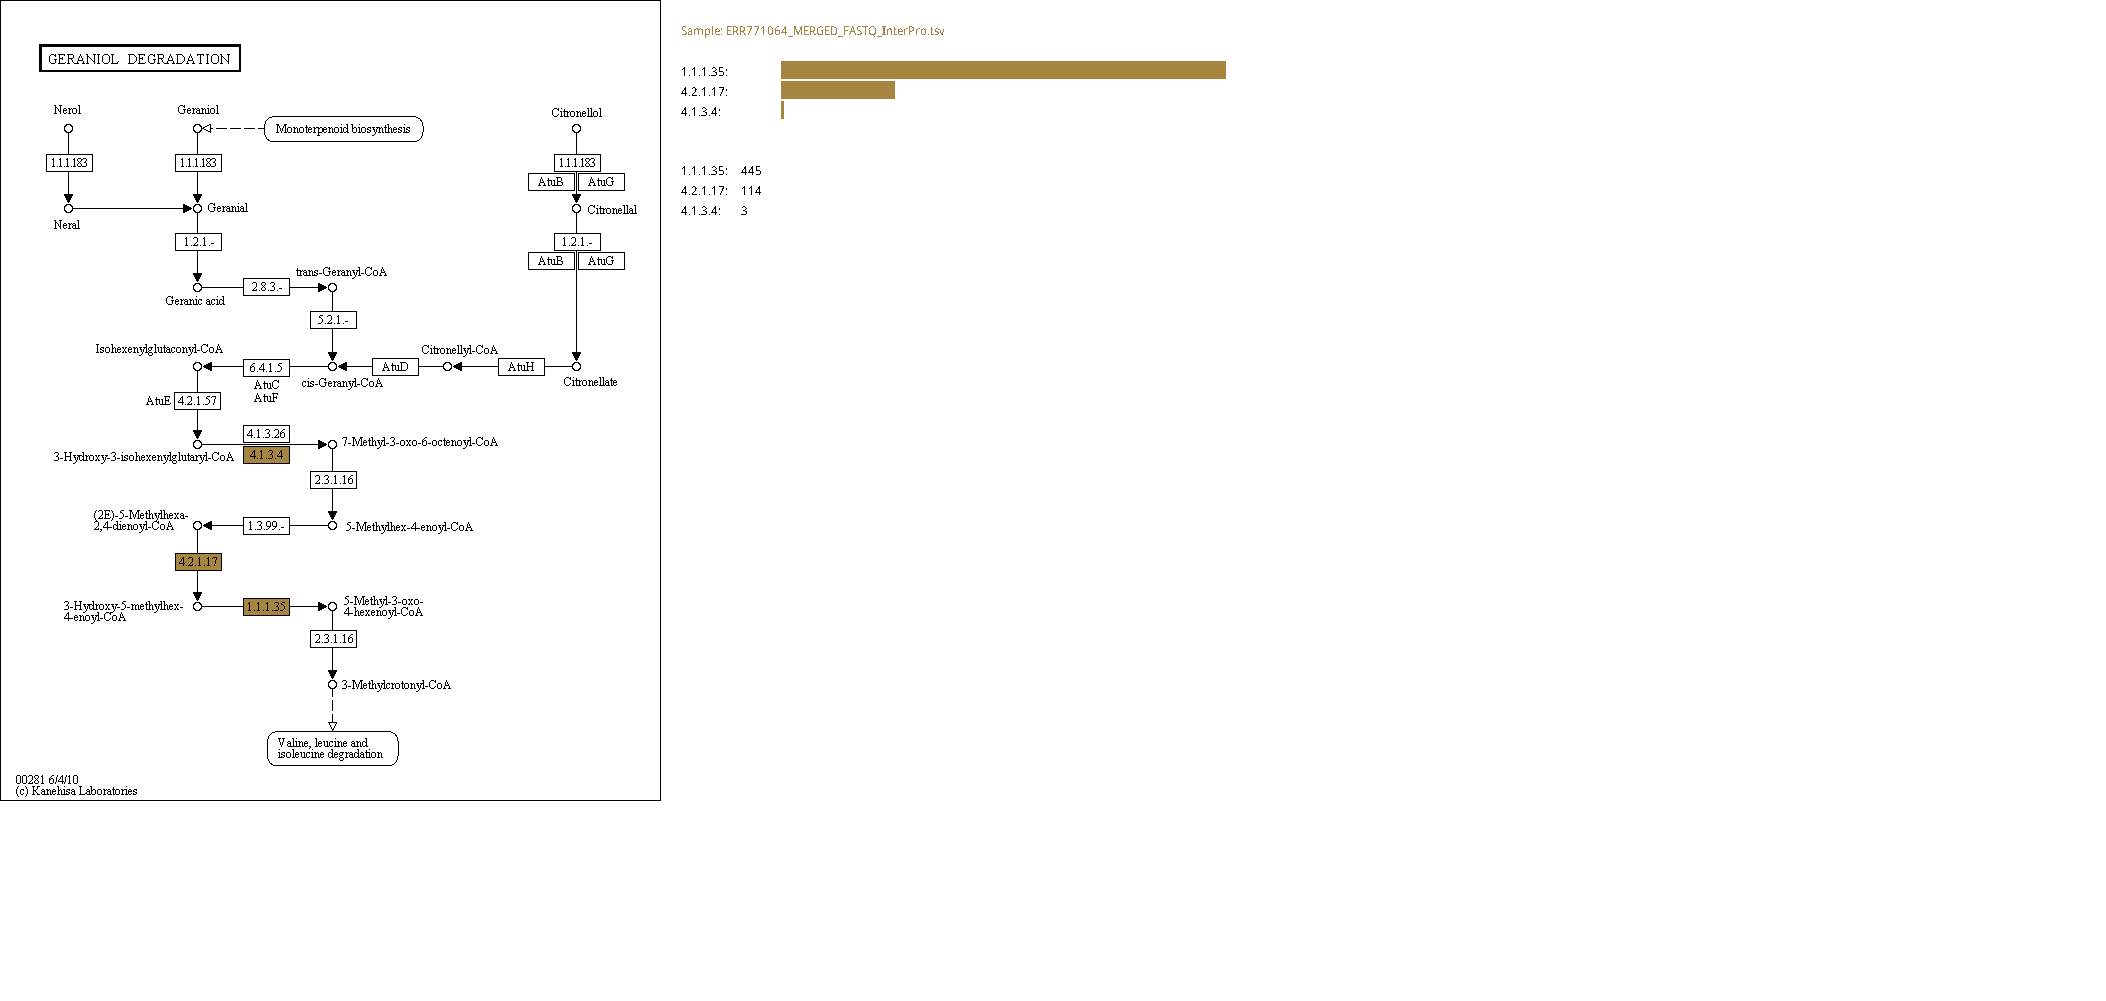 GERANIOL DEGRADATION
Nerol
Geraniol
Citronellol
Monoterpenoid biosynthesis
1.1.1.183
1.1.1.183
1.1.1.183
AtuB
AtuG
Neral
Geranial
Citronellal
1.2.1.-
1.2.1.-
AtuB
AtuG
trans-Geranyl-CoA
2.8.3.-
Geranic acid
5.2.1.-
Isohexenylglutaconyl-CoA
Citronellyl-CoA
6.4.1.5
AtuD
AtuH
AtuC
AtuF
cis-Geranyl-CoA
Citronellate
AtuE
4.2.1.57
4.1.3.26
7-Methyl-3-oxo-6-octenoyl-CoA
3-Hydroxy-3-isohexenylglutaryl-CoA
4.1.3.4
2.3.1.16
(2E)-5-Methylhexa-
2,4-dienoyl-CoA
1.3.99.-
5-Methylhex-4-enoyl-CoA
4.2.1.17
3-Hydroxy-5-methylhex-
4-enoyl-CoA
1.1.1.35
5-Methyl-3-oxo-
4-hexenoyl-CoA
2.3.1.16
3-Methylcrotonyl-CoA
Valine, leucine and
isoleucine degradation
00281 6/4/10
(c) Kanehisa Laboratories
Sample: ERR771064_MERGED_FASTQ_InterPro.tsv
1.1.1.35:
4.2.1.17:
4.1.3.4:
1.1.1.35: 445
4.2.1.17: 114
4.1.3.4: 3